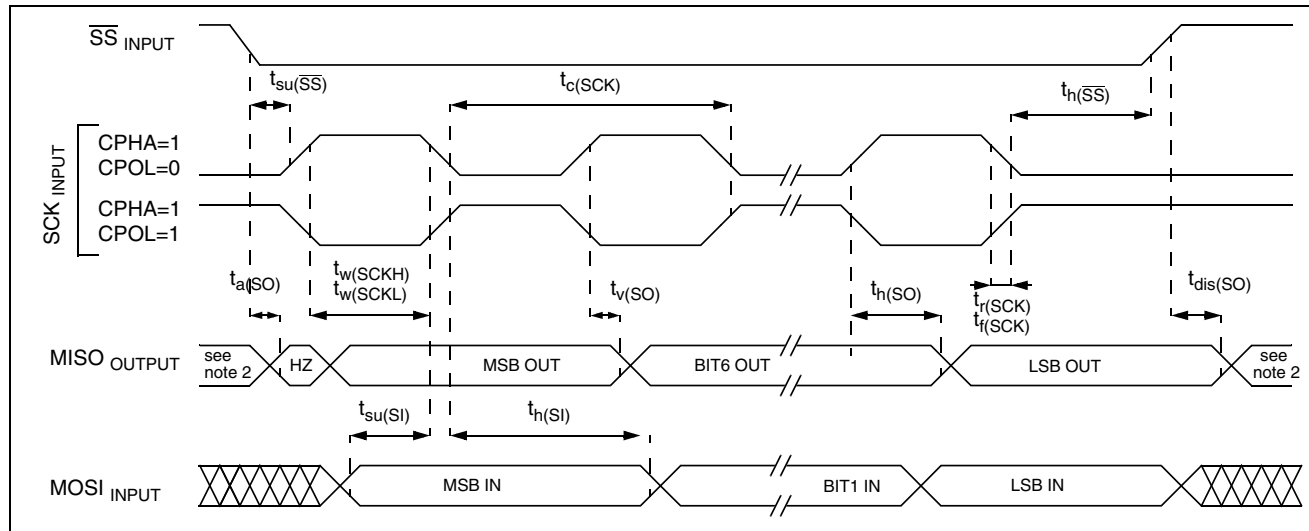 SS INPUT
tsu(SS)
tc(SCK)
th(SS)
SCK INPUT
CPHA=1
CPOL=0
CPHA=1
CPOL=1
ta(SO)
tw(SCKH)
tw(SCKL)
tv(SO)
th(SO)
tr(SCK)
tf(SCK)
tdis(SO)
MISO OUTPUT
see
note 2
HZ
MSB OUT
BIT6 OUT
LSB OUT
see
note 2
tsu(SI)
th(SI)
MOSI INPUT
MSB IN
BIT1 IN
LSB IN